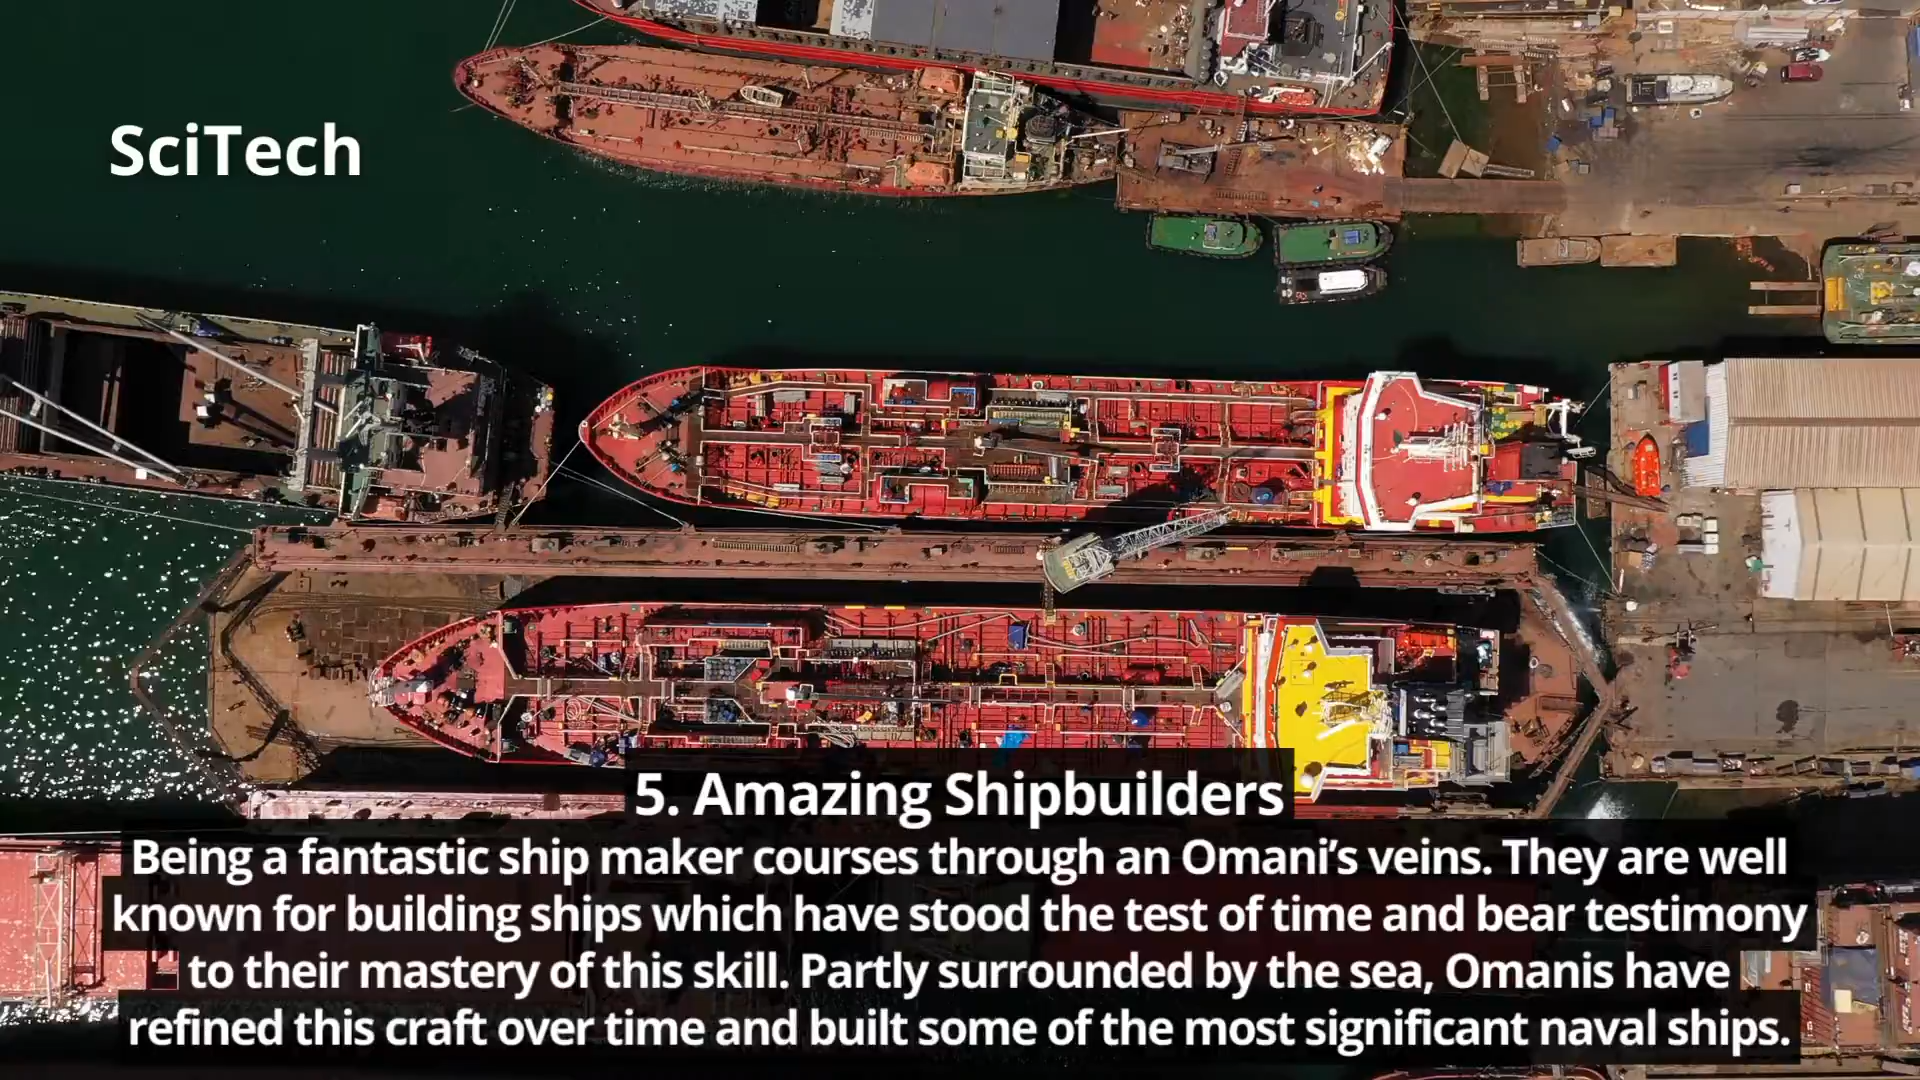 SciTech
5. Amazing Shipbuilders
Being a fantastic ship maker courses through an Omani’s veins. They are well
known for building ships which have stood the test of time and bear testimony
to their mastery of this skill. Partly surrounded by the sea, Omanis have
refined this craft over time and built some of the most significant naval ships.